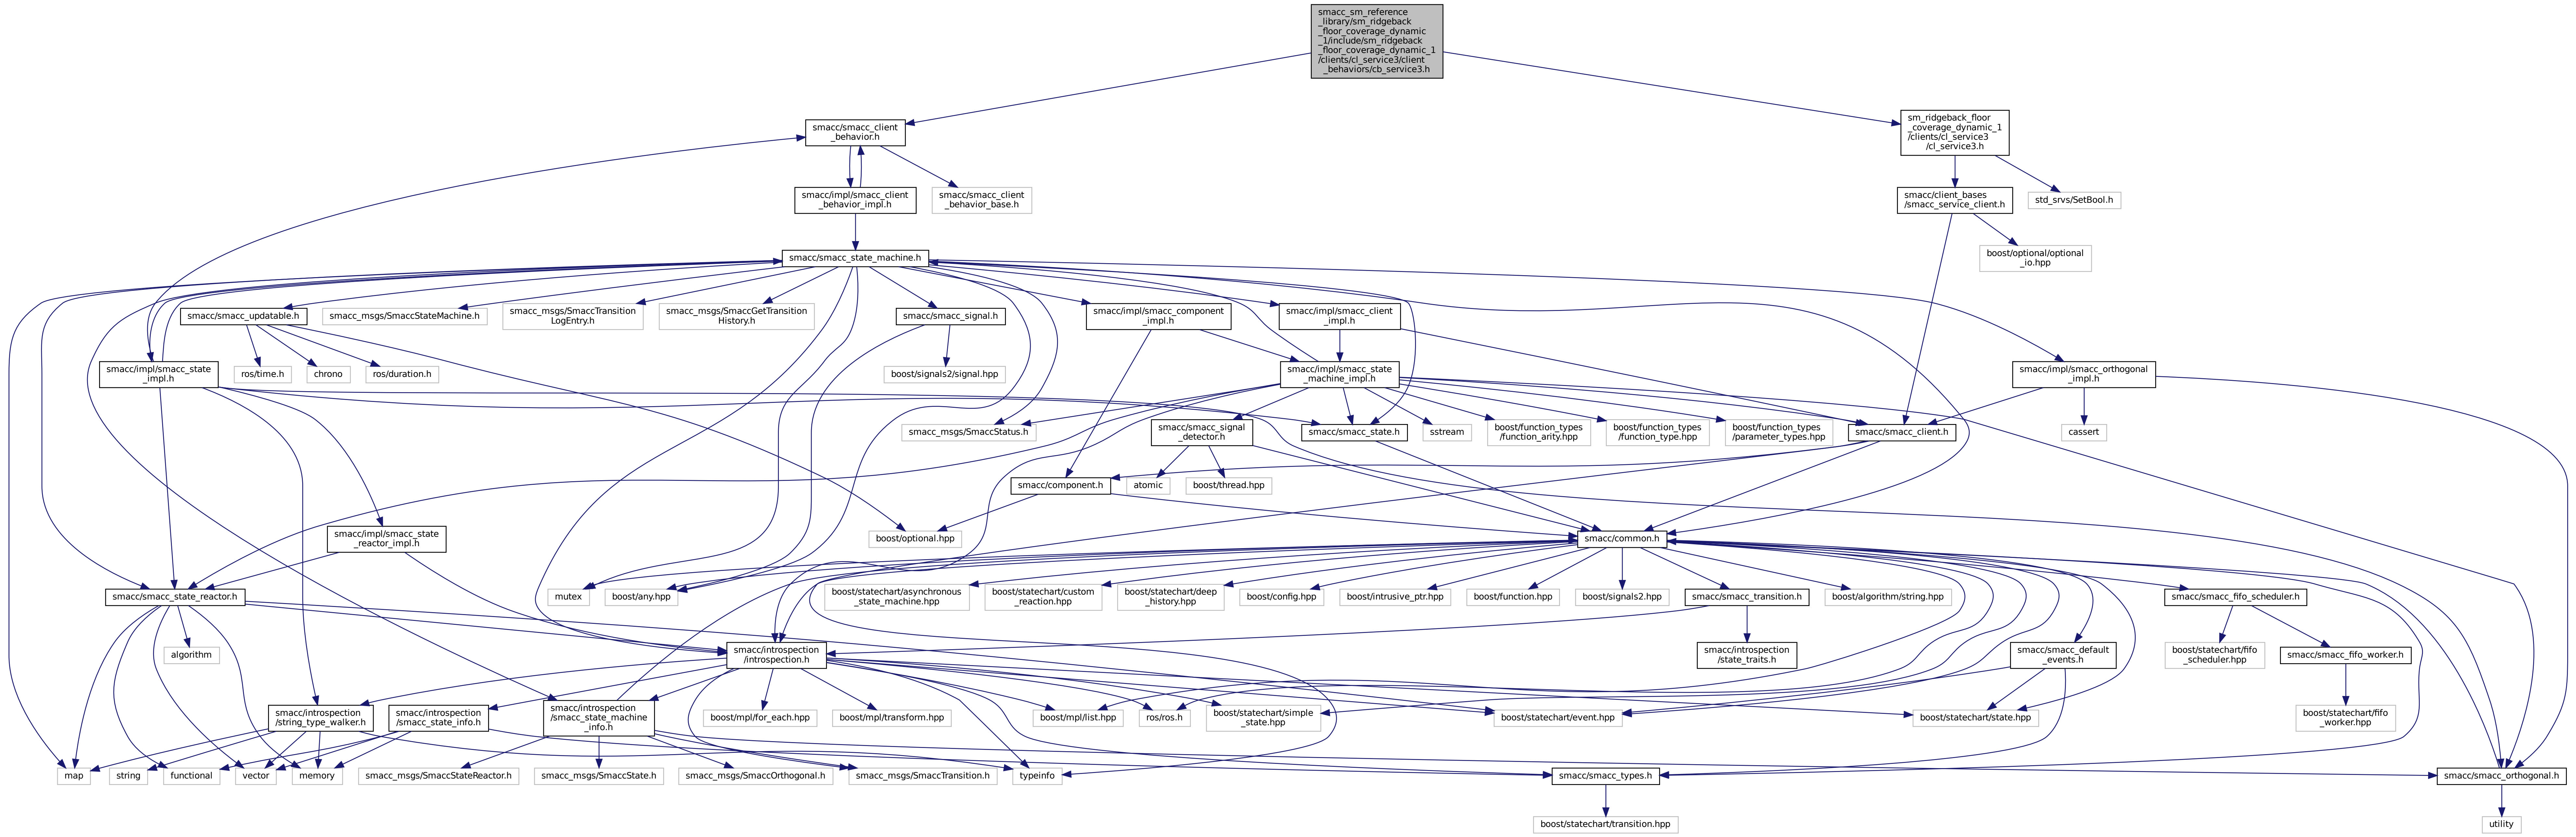 smacc_sm_reference
_library/sm_ridgeback
_floor_coverage_dynamic
_1/include/sm_ridgeback
_floor_coverage_dynamic_1
/clients/cl_service3/client
_behaviors/cb_service3.h
smacc/smacc_client
_behavior.h
sm_ridgeback_floor
_coverage_dynamic_1
/clients/cl_service3
/cl_service3.h
smacc/impl/smacc_client
_behavior_impl.h
smacc/smacc_client
_behavior_base.h
smacc/client_bases
/smacc_service_client.h
std_srvs/SetBool.h
smacc/smacc_state_machine.h
boost/optional/optional
_io.hpp
smacc/smacc_updatable.h
smacc_msgs/SmaccStateMachine.h
smacc_msgs/SmaccTransition
LogEntry.h
smacc_msgs/SmaccGetTransition
History.h
smacc/smacc_signal.h
smacc/impl/smacc_component
_impl.h
smacc/impl/smacc_client
_impl.h
smacc/impl/smacc_state
_impl.h
ros/time.h
chrono
ros/duration.h
boost/signals2/signal.hpp
smacc/impl/smacc_state
_machine_impl.h
smacc/impl/smacc_orthogonal
_impl.h
smacc_msgs/SmaccStatus.h
smacc/smacc_signal
_detector.h
smacc/smacc_state.h
sstream
boost/function_types
/function_arity.hpp
boost/function_types
/function_type.hpp
boost/function_types
/parameter_types.hpp
smacc/smacc_client.h
cassert
smacc/component.h
atomic
boost/thread.hpp
smacc/impl/smacc_state
_reactor_impl.h
boost/optional.hpp
smacc/common.h
smacc/smacc_state_reactor.h
mutex
boost/any.hpp
boost/statechart/asynchronous
_state_machine.hpp
boost/statechart/custom
_reaction.hpp
boost/statechart/deep
_history.hpp
boost/config.hpp
boost/intrusive_ptr.hpp
boost/function.hpp
boost/signals2.hpp
smacc/smacc_transition.h
boost/algorithm/string.hpp
smacc/smacc_fifo_scheduler.h
algorithm
smacc/introspection
/introspection.h
smacc/introspection
/state_traits.h
smacc/smacc_default
_events.h
boost/statechart/fifo
_scheduler.hpp
smacc/smacc_fifo_worker.h
smacc/introspection
/string_type_walker.h
smacc/introspection
/smacc_state_info.h
smacc/introspection
/smacc_state_machine
_info.h
boost/mpl/for_each.hpp
boost/mpl/transform.hpp
boost/mpl/list.hpp
ros/ros.h
boost/statechart/simple
_state.hpp
boost/statechart/event.hpp
boost/statechart/state.hpp
boost/statechart/fifo
_worker.hpp
map
string
functional
vector
memory
smacc_msgs/SmaccStateReactor.h
smacc_msgs/SmaccState.h
smacc_msgs/SmaccOrthogonal.h
smacc_msgs/SmaccTransition.h
typeinfo
smacc/smacc_types.h
smacc/smacc_orthogonal.h
boost/statechart/transition.hpp
utility